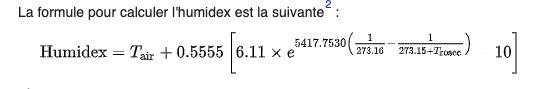 La formule pour calculer l'humidex est la suivante² :
Humidex = T_air + 0.5555 [6.11 × e^(5417.7530 (1/273.16 − 1/(273.15+T_rosée))) − 10]